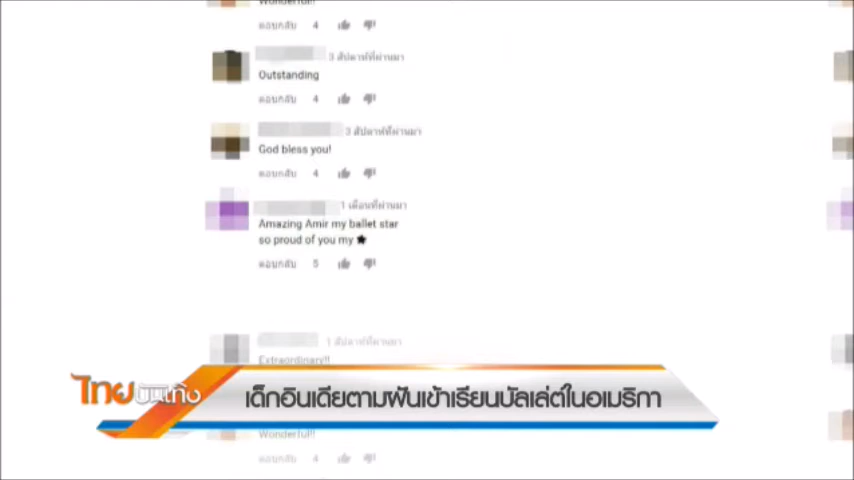 Wonderful!!
ตอบกลับ 4
3 สัปดาห์ที่ผ่านมา
Outstanding
ตอบกลับ 4
3 สัปดาห์ที่ผ่านมา
God bless you!
ตอบกลับ 4
1 เดือนที่ผ่านมา
Amazing Amir my ballet star
so proud of you my ★
ตอบกลับ 5
1 สัปดาห์ที่ผ่านมา
Extraordinary!!
ไทยบันเทิง
เด็กอินเดียตามฝันเข้าเรียนบัลเล่ต์ในอเมริกา
Wonderful!!
ตอบกลับ 4